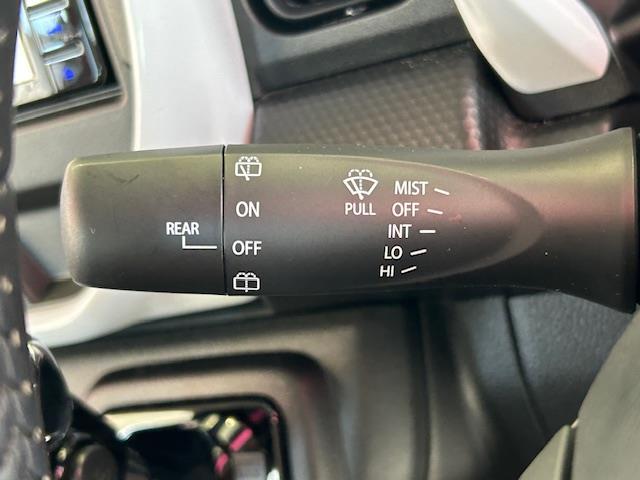 REAR
ON
OFF
PULL
MIST
OFF
INT
LO
HI